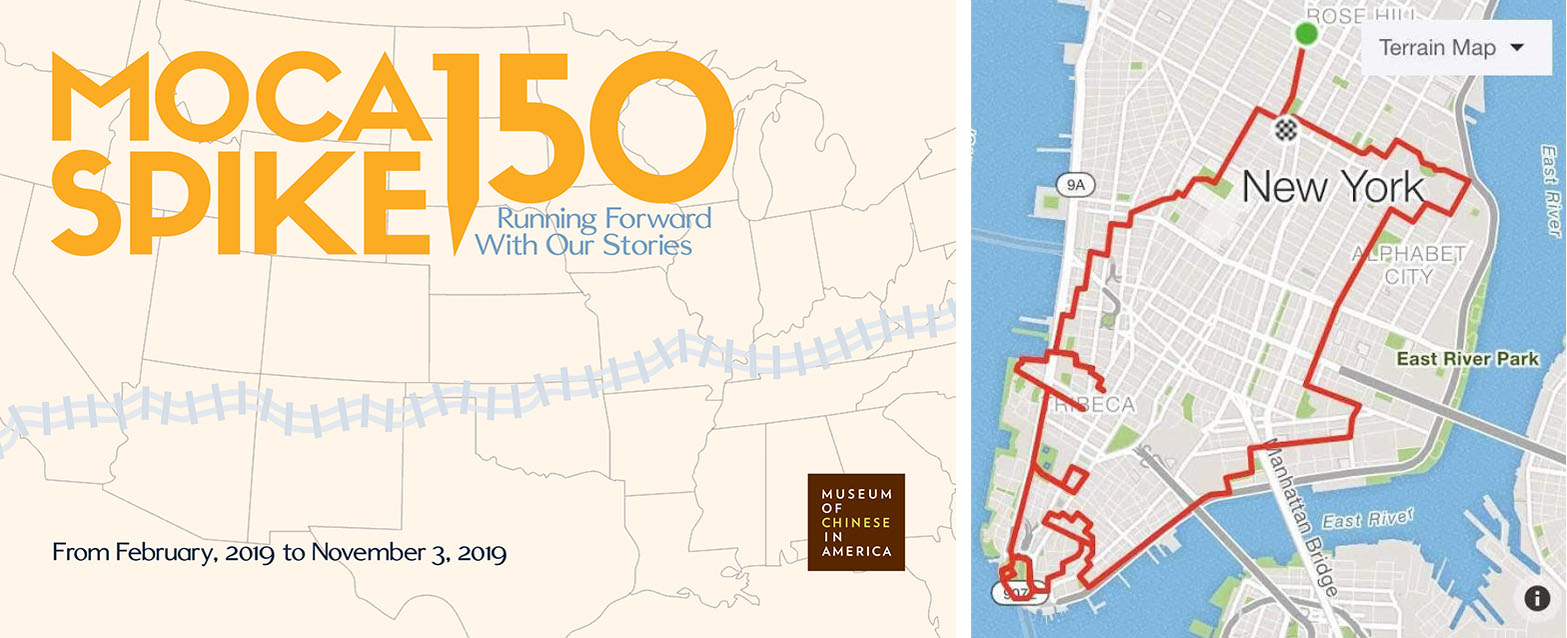 MOCA
SPIKE
150
Running Forward
With Our Stories
From February, 2019 to November 3, 2019
MUSEUM
OF
CHINESE
IN
AMERICA
ROSE HILL
Terrain Map
East River
9A
New York
ALPHABET
CITY
East River Park
TRIBECA
Manhattan Bridge
East River
i